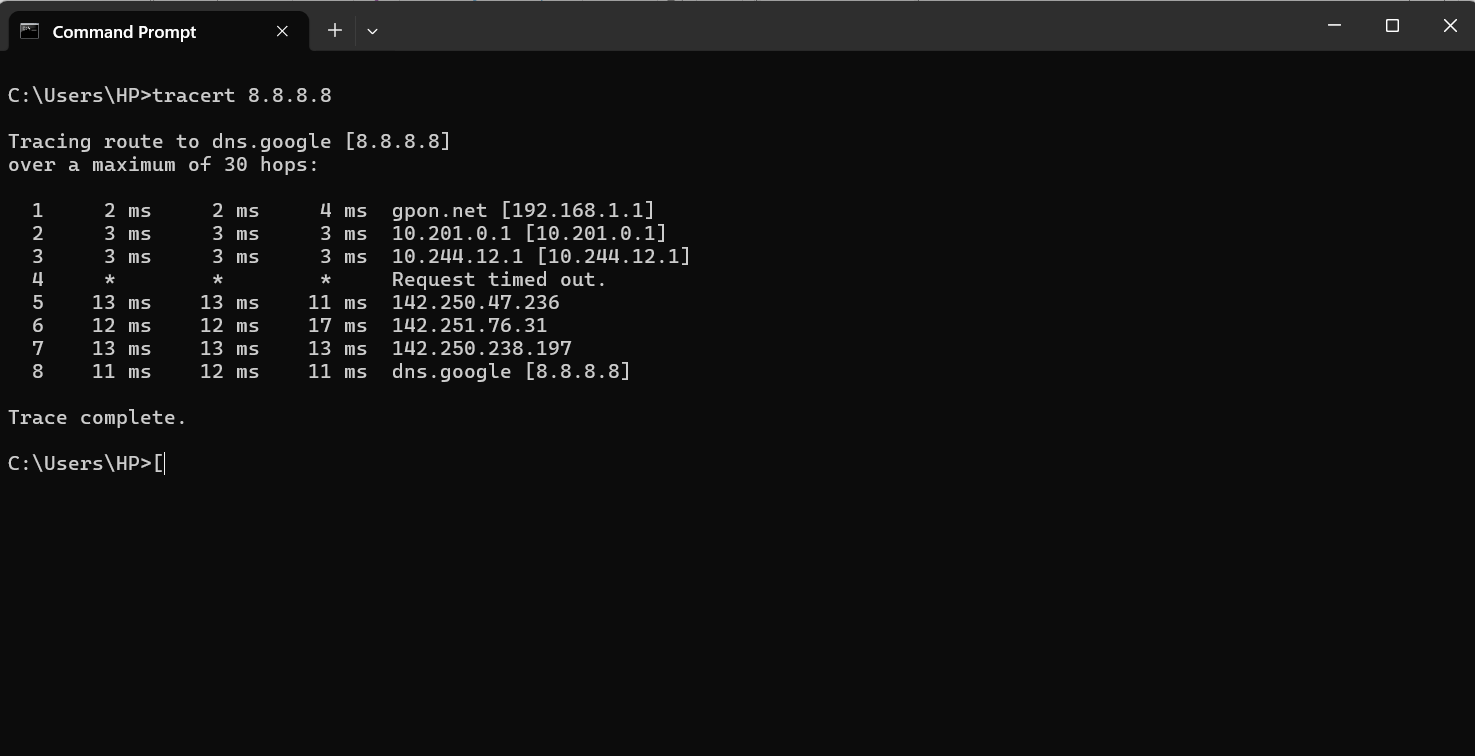 Command Prompt
C:\Users\HP>tracert 8.8.8.8
Tracing route to dns.google [8.8.8.8]
over a maximum of 30 hops:
1 2 ms 2 ms 4 ms gpon.net [192.168.1.1]
2 3 ms 3 ms 3 ms 10.201.0.1 [10.201.0.1]
3 3 ms 3 ms 3 ms 10.244.12.1 [10.244.12.1]
4 * * * Request timed out.
5 13 ms 13 ms 11 ms 142.250.47.236
6 12 ms 12 ms 17 ms 142.251.76.31
7 13 ms 13 ms 13 ms 142.250.238.197
8 11 ms 12 ms 11 ms dns.google [8.8.8.8]
Trace complete.
C:\Users\HP>[